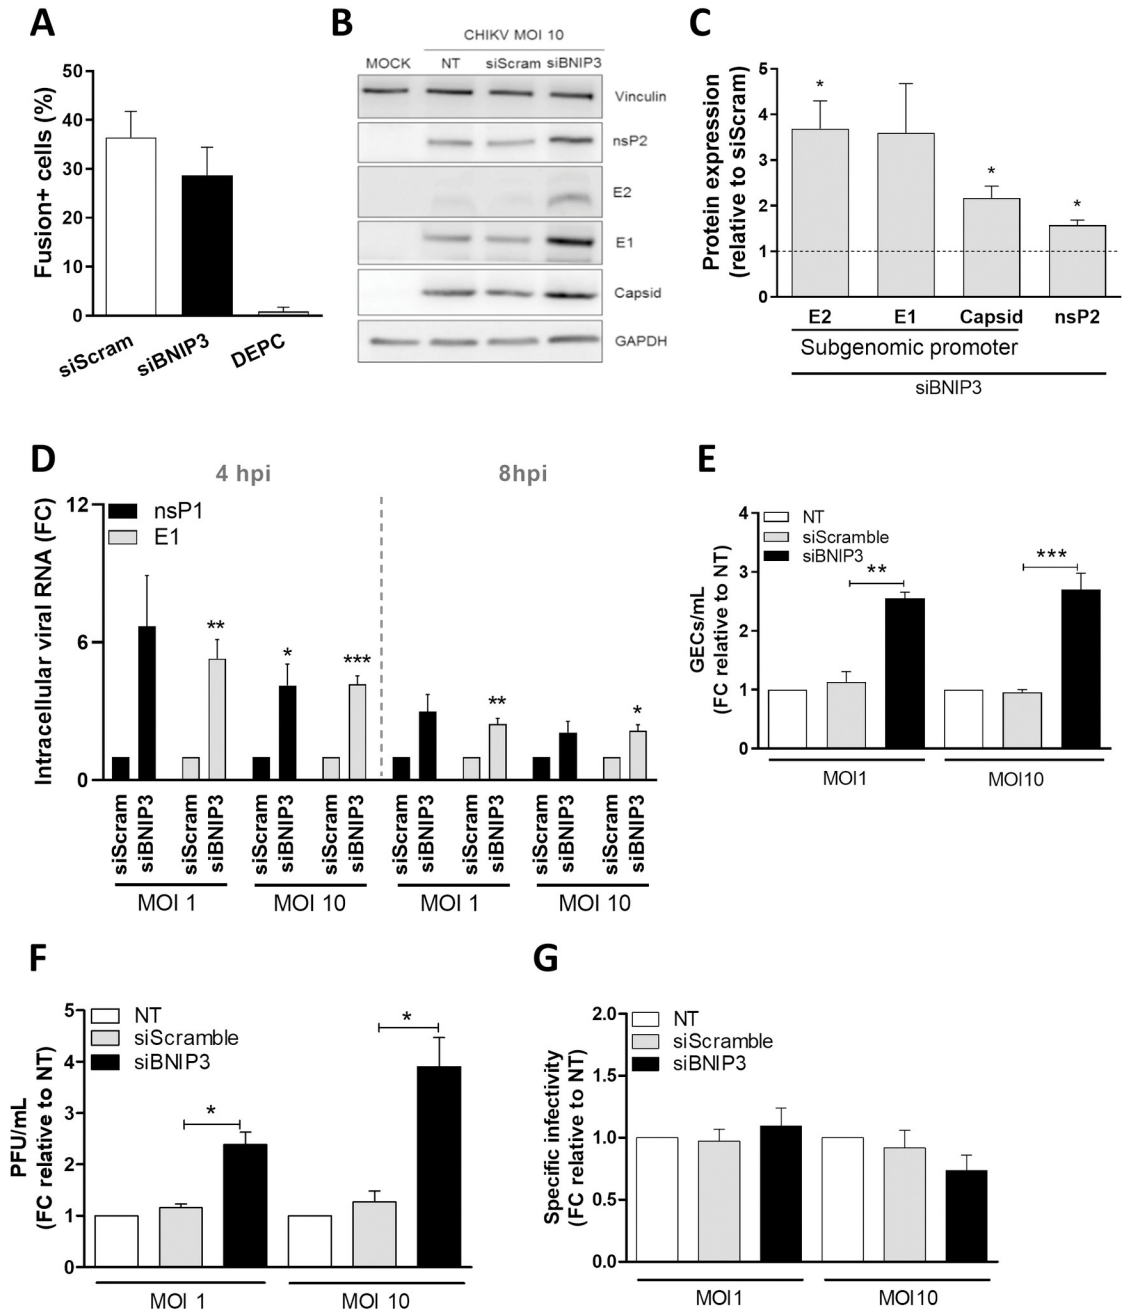 A
Fusion+ cells (%)
50
40
30
20
10
0
siScram
siBNIP3
DEPC
B
CHIKV MOI 10
MOCK NT siScram siBNIP3
Vinculin
nsP2
E2
E1
Capsid
GAPDH
C
Protein expression
(relative to siScram)
5
4
3
2
1
0
*
*
*
E2 E1 Capsid nsP2
Subgenomic promoter
siBNIP3
D
4 hpi 8hpi
Intracellular viral RNA (FC)
12
6
0
nsP1
E1
**
*
***
**
*
siScram siBNIP3 siScram siBNIP3 siScram siBNIP3 siScram siBNIP3 siScram siBNIP3 siScram siBNIP3 siScram siBNIP3 siScram siBNIP3
MOI 1 MOI 10 MOI 1 MOI 10
E
GECs/mL
(FC relative to NT)
4
3
2
1
0
NT
siScramble
siBNIP3
**
***
MOI1 MOI10
F
PFU/mL
(FC relative to NT)
5
4
3
2
1
0
NT
siScramble
siBNIP3
*
*
MOI 1 MOI 10
G
Specific infectivity
(FC relative to NT)
2.0
1.5
1.0
0.5
0.0
NT
siScramble
siBNIP3
MOI1 MOI10